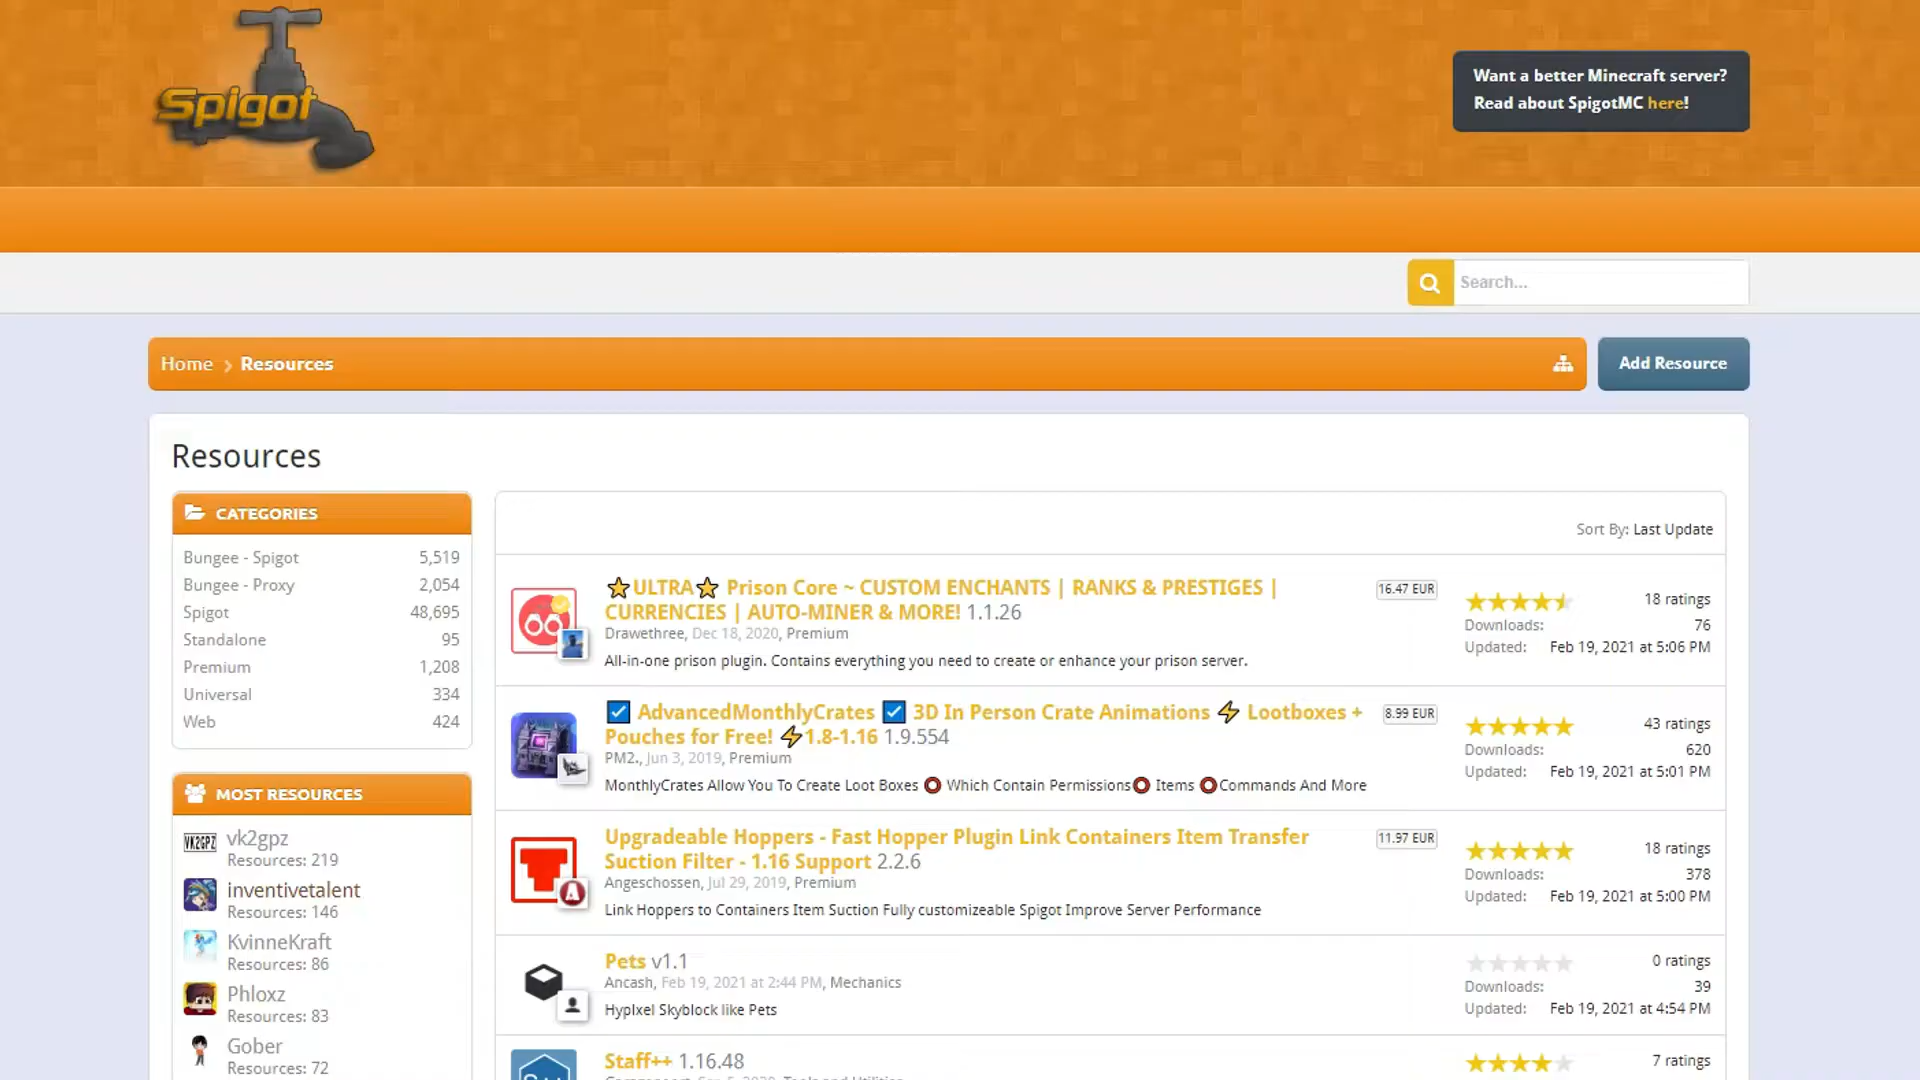 Spigot
Want a better Minecraft server?
Read about SpigotMC here!
Search...
Home
Resources
Add Resource
Resources
CATEGORIES
Bungee - Spigot 5,519
Bungee - Proxy 2,054
Spigot 48,695
Standalone 95
Premium 1,208
Universal 334
Web 424
MOST RESOURCES
VK2GPZ
vk2gpz
Resources: 219
inventivetalent
Resources: 146
KvinneKraft
Resources: 86
Phloxz
Resources: 83
Gober
Resources: 72
Sort By: Last Update
⭐ULTRA⭐ Prison Core ~ CUSTOM ENCHANTS | RANKS & PRESTIGES |
CURRENCIES | AUTO-MINER & MORE! 1.1.26
Drawethree, Dec 18, 2020, Premium
All-in-one prison plugin. Contains everything you need to create or enhance your prison server.
16.47 EUR
18 ratings
Downloads: 76
Updated: Feb 19, 2021 at 5:06 PM
☑ AdvancedMonthlyCrates ☑ 3D In Person Crate Animations ⚡ Lootboxes +
Pouches for Free! ⚡1.8-1.16 1.9.554
PM2., Jun 3, 2019, Premium
MonthlyCrates Allow You To Create Loot Boxes ⭕ Which Contain Permissions⭕ Items ⭕Commands And More
8.99 EUR
43 ratings
Downloads: 620
Updated: Feb 19, 2021 at 5:01 PM
Upgradeable Hoppers - Fast Hopper Plugin Link Containers Item Transfer
Suction Filter - 1.16 Support 2.2.6
Angeschossen, Jul 29, 2019, Premium
Link Hoppers to Containers Item Suction Fully customizeable Spigot Improve Server Performance
11.97 EUR
18 ratings
Downloads: 378
Updated: Feb 19, 2021 at 5:00 PM
Pets v1.1
Ancash, Feb 19, 2021 at 2:44 PM, Mechanics
HypIxel Skyblock like Pets
0 ratings
Downloads: 39
Updated: Feb 19, 2021 at 4:54 PM
Staff++ 1.16.48
7 ratings